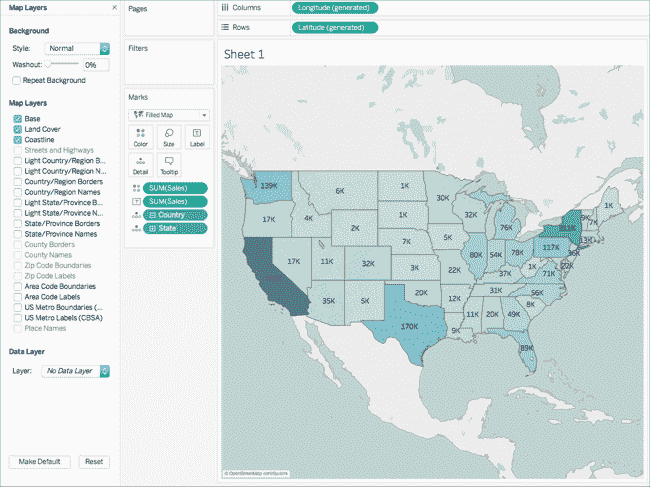 Map Layers
×
Background
Style: Normal
Washout: 0%
Repeat Background
Map Layers
Base
Land Cover
Coastline
Streets and Highways
Light Country/Region B...
Light Country/Region N...
Country/Region Borders
Country/Region Names
Light State/Province B...
Light State/Province N...
State/Province Borders
State/Province Names
County Borders
County Names
Zip Code Boundaries
Zip Code Labels
Area Code Boundaries
Area Code Labels
US Metro Boundaries (...
US Metro Labels (CBSA)
Place Names
Data Layer
Layer: No Data Layer
Make Default Reset
Pages
Filters
Marks
Filled Map
Color Size Label
Detail Tooltip
SUM(Sales)
SUM(Sales)
Country
State
Columns Longitude (generated)
Rows Latitude (generated)
Sheet 1
139K
6K
1K
30K
1K
9K
7K
17K
4K
2K
1K
32K
76K
13K
17K
11K
32K
7K
5K
80K
54K
78K
117K
36K
3K
22K
37K
1K
71K
35K
5K
20K
12K
31K
56K
8K
170K
9K
11K
20K
49K
89K
© OpenStreetMap contributors